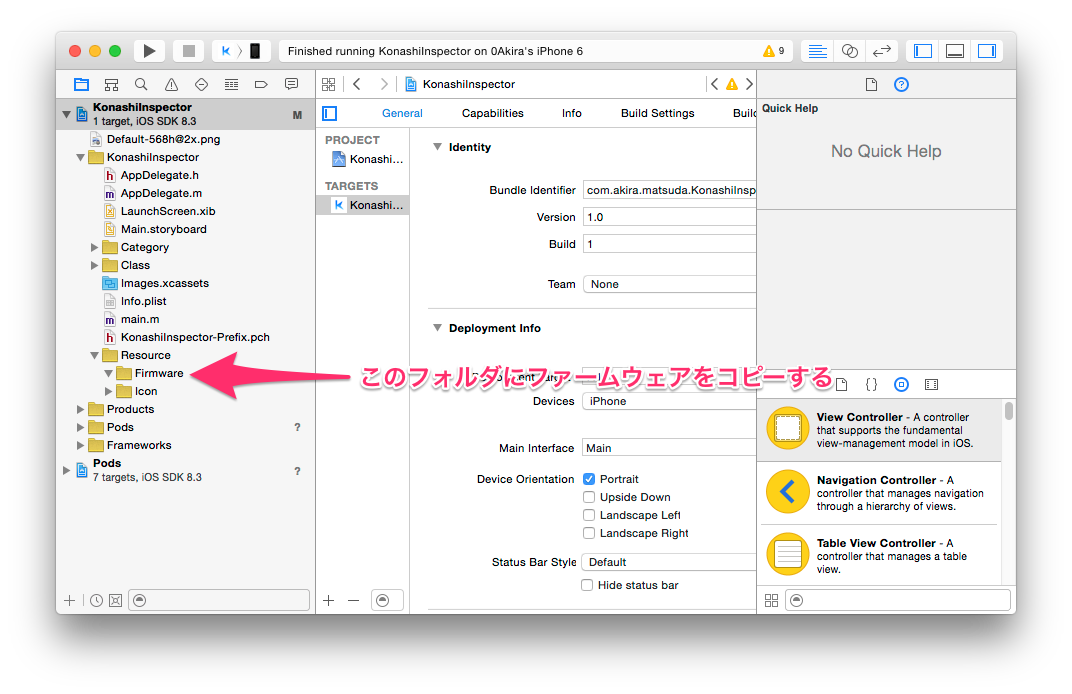 Finished running KonashiInspector on 0Akira's iPhone 6
9
KonashiInspector
1 target, iOS SDK 8.3
M
Default-568h@2x.png
KonashiInspector
AppDelegate.h
AppDelegate.m
LaunchScreen.xib
Main.storyboard
Category
Class
Images.xcassets
Info.plist
main.m
KonashiInspector-Prefix.pch
Resource
Firmware
Icon
Products
Pods
?
Frameworks
Pods
7 targets, iOS SDK 8.3
?
KonashiInspector
General
Capabilities
Info
Build Settings
Build
PROJECT
Konashi...
TARGETS
Konashi...
Identity
Bundle Identifier
com.akira.matsuda.KonashiInsp
Version
1.0
Build
1
Team
None
Deployment Info
このフォルダにファームウェアをコピーする
Devices
iPhone
Main Interface
Main
Device Orientation
Portrait
Upside Down
Landscape Left
Landscape Right
Status Bar Style
Default
Hide status bar
Quick Help
No Quick Help
View Controller - A controller
that supports the fundamental
view-management model in iOS.
Navigation Controller - A
controller that manages navigation
through a hierarchy of views.
Table View Controller - A
controller that manages a table
view.